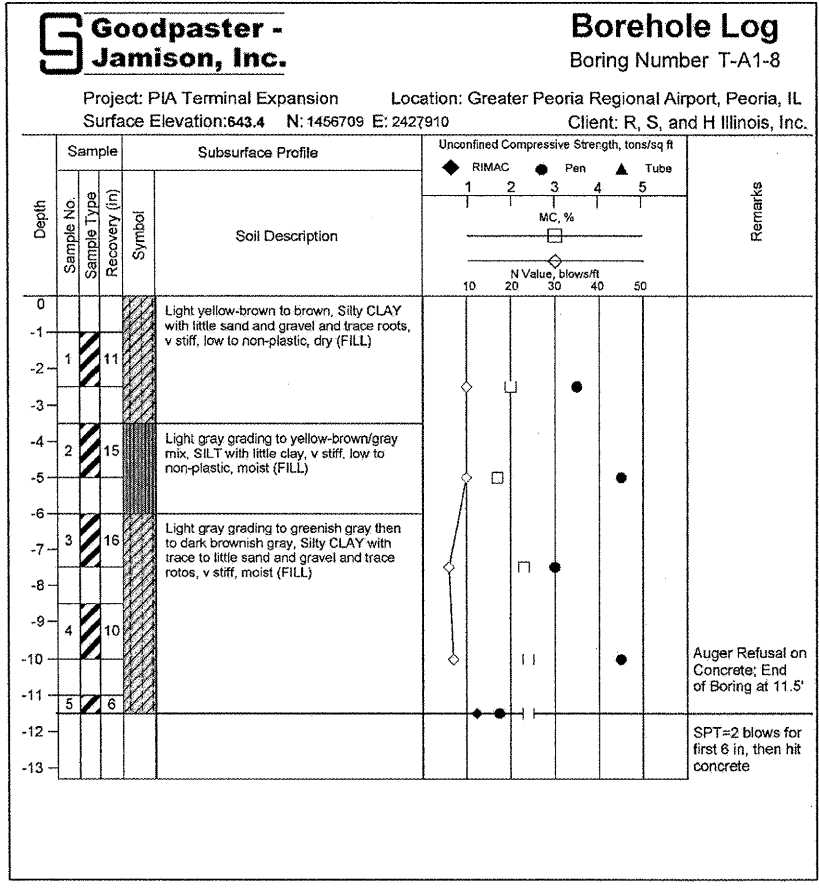 Goodpaster -
Jamison, Inc.
Borehole Log
Boring Number T-A1-8
Project: PIA Terminal Expansion Location: Greater Peoria Regional Airport, Peoria, IL
Surface Elevation:643.4 N: 1456709 E: 2427910 Client: R, S, and H Illinois, Inc.
Depth
Sample
Sample No.
Sample Type
Recovery (in)
Subsurface Profile
Symbol
Soil Description
Unconfined Compressive Strength, tons/sq ft
RIMAC Pen Tube
1 2 3 4 5
MC, %
N Value, blows/ft
10 20 30 40 50
Remarks
0
Light yellow-brown to brown, Silty CLAY
with little sand and gravel and trace roots,
v stiff, low to non-plastic, dry (FILL)
-1
1 11
-2
-3
-4
2 15
Light gray grading to yellow-brown/gray
mix, SILT with little clay, v stiff, low to
non-plastic, moist (FILL)
-5
-6
3 16
Light gray grading to greenish gray then
to dark brownish gray, Silty CLAY with
trace to little sand and gravel and trace
rotos, v stiff, moist (FILL)
-7
-8
-9
4 10
-10
Auger Refusal on
Concrete; End
of Boring at 11.5'
-11
5 6
-12
SPT=2 blows for
first 6 in, then hit
concrete
-13